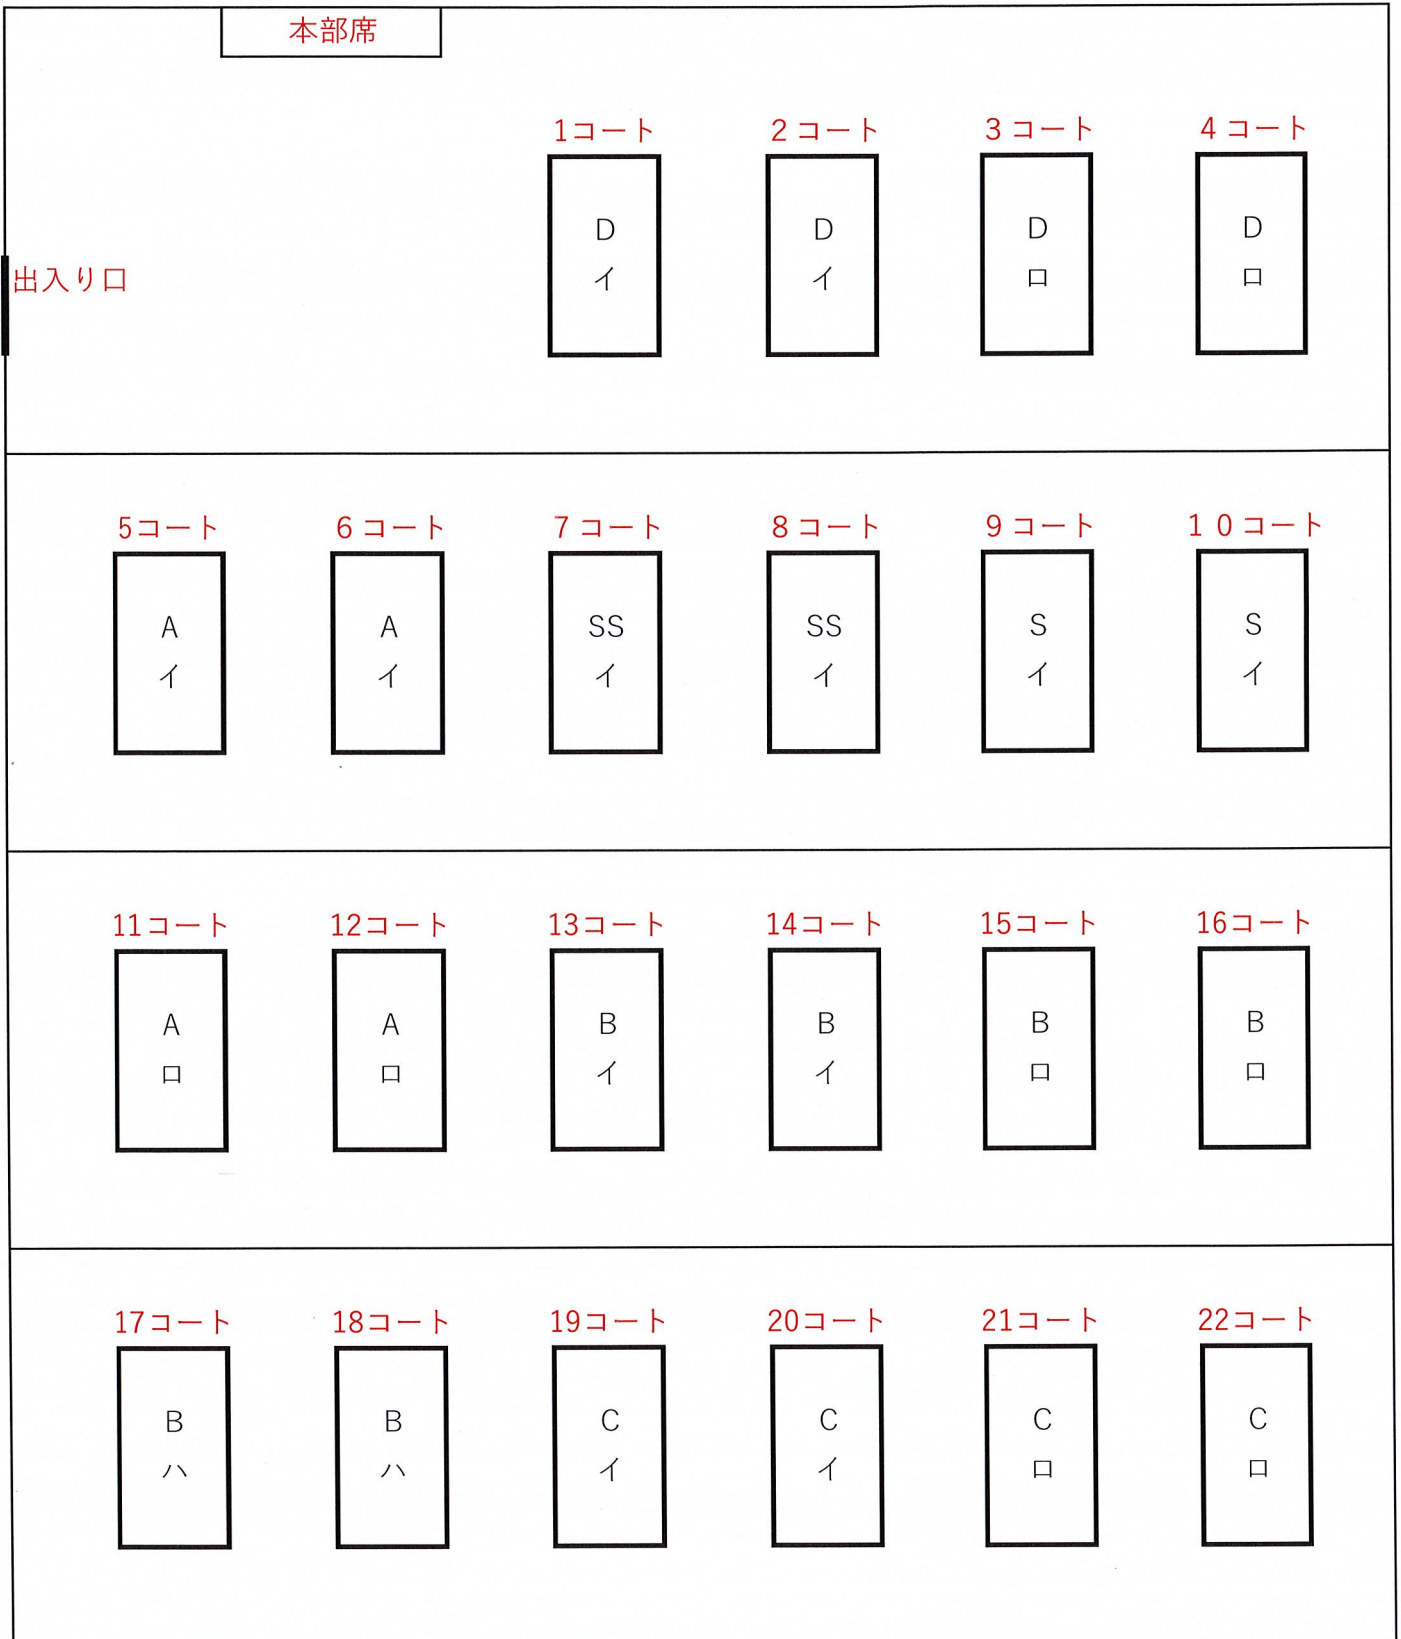 本部席
1コート 2コート 3コート 4コート
D D D D
イ イ ロ ロ
出入り口
5コート 6コート 7コート 8コート 9コート 10コート
A A SS SS S S
イ イ イ イ イ イ
11コート 12コート 13コート 14コート 15コート 16コート
A A B B B B
ロ ロ イ イ ロ ロ
17コート 18コート 19コート 20コート 21コート 22コート
B B C C C C
ハ ハ イ イ ロ ロ